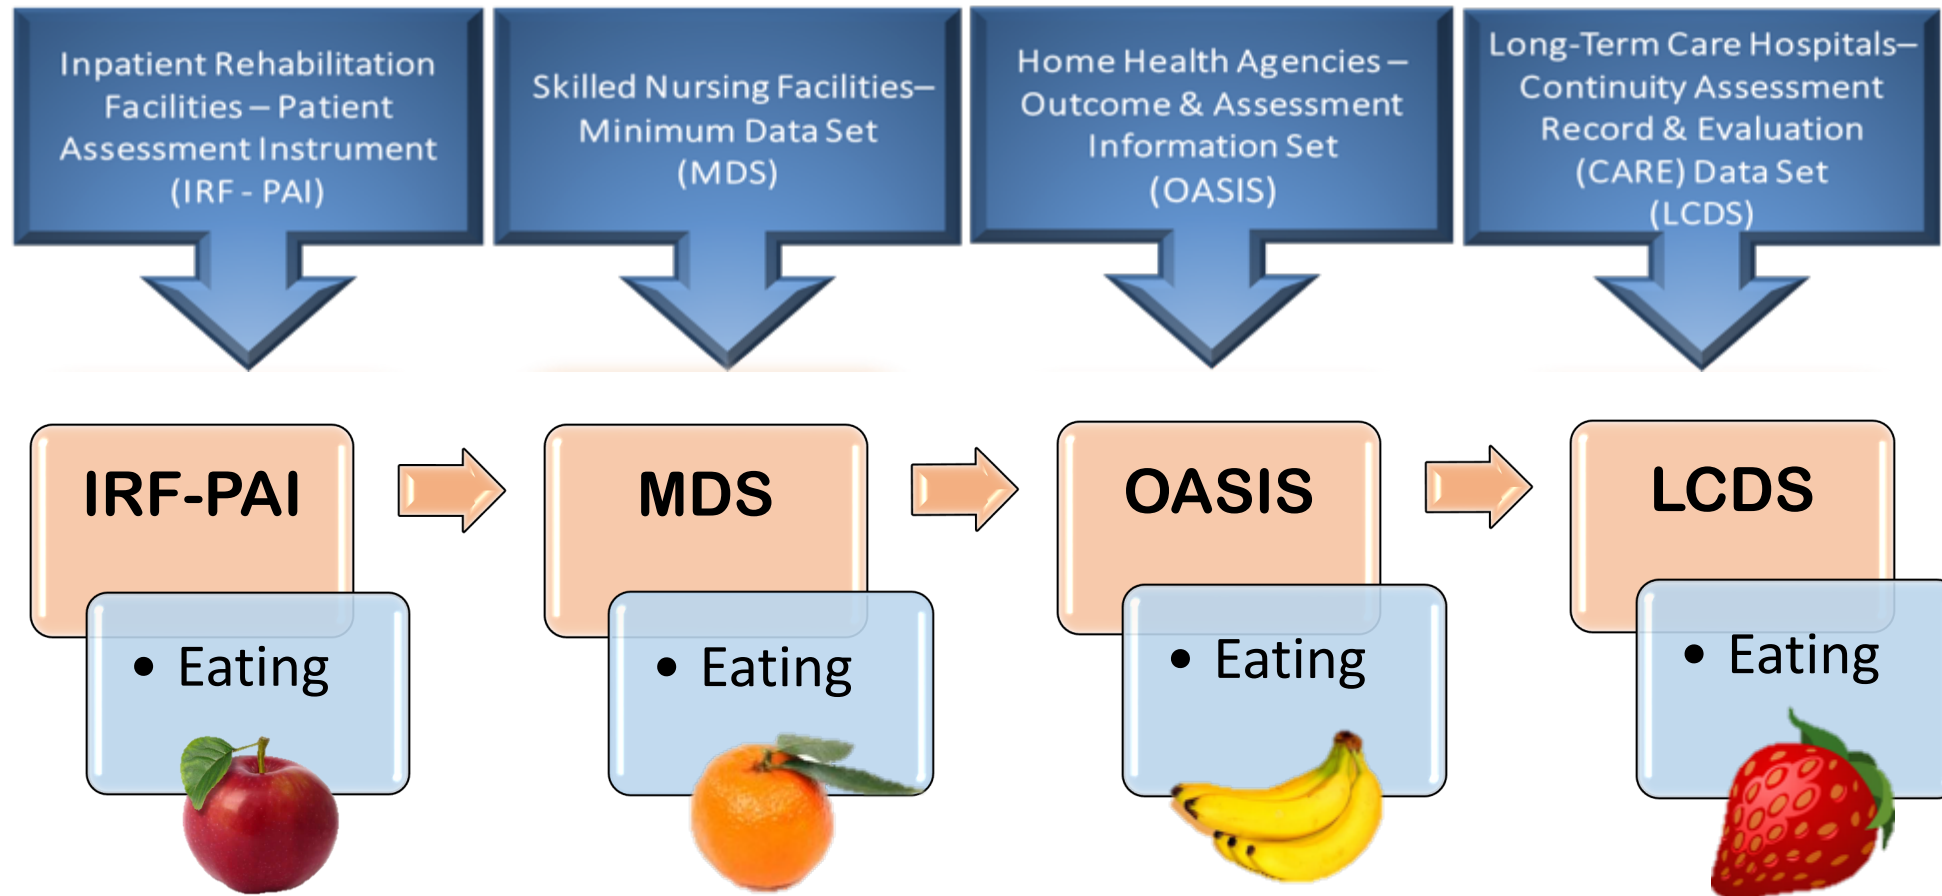 Inpatient Rehabilitation
Facilities – Patient
Assessment Instrument
(IRF - PAI)
Skilled Nursing Facilities–
Minimum Data Set
(MDS)
Home Health Agencies –
Outcome & Assessment
Information Set
(OASIS)
Long-Term Care Hospitals–
Continuity Assessment
Record & Evaluation
(CARE) Data Set
(LCDS)
IRF-PAI
MDS
OASIS
LCDS
• Eating
• Eating
• Eating
• Eating